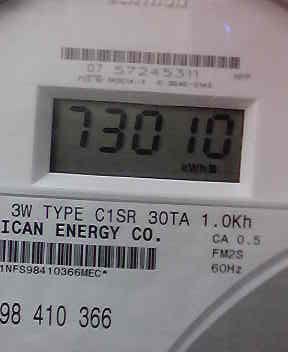 07 57245311
73010
kWh
3W TYPE C1SR 30TA 1.0Kh
ICAN ENERGY CO.
CA 0.5
FM2S
60Hz
1NFS98410366MEC*
98 410 366